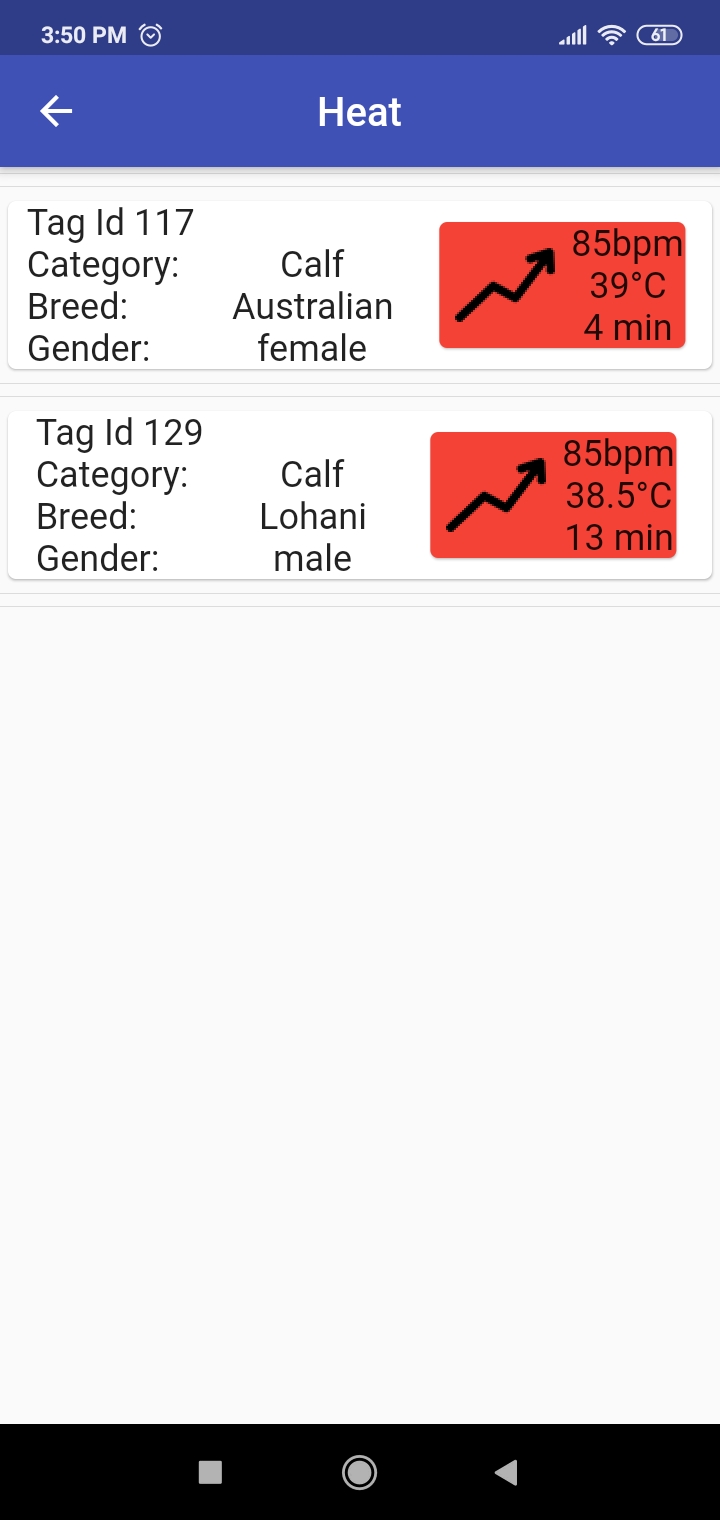 3:50 PM 61
Heat
Tag Id 117
Category: Calf
Breed: Australian
Gender: female
85bpm
39°C
4 min
Tag Id 129
Category: Calf
Breed: Lohani
Gender: male
85bpm
38.5°C
13 min